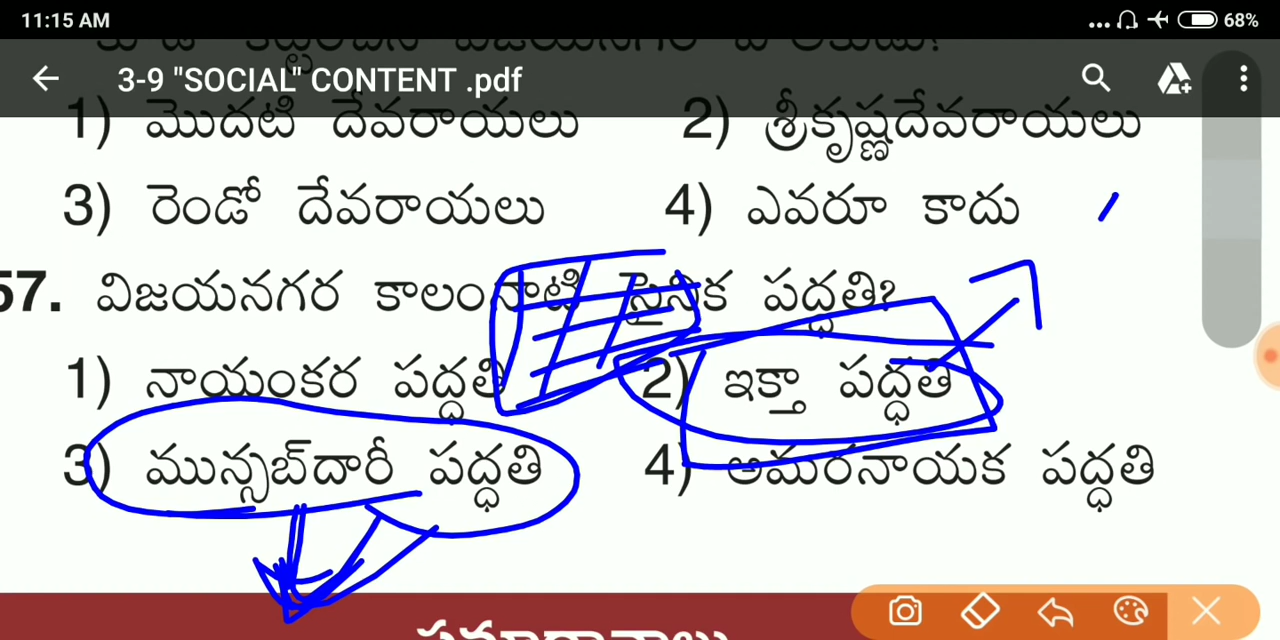 11:15 AM
68%
3-9 "SOCIAL" CONTENT .pdf
1) మొదటి దేవరాయలు 2) శ్రీకృష్ణదేవరాయలు
3) రెండో దేవరాయలు 4) ఎవరూ కాదు
57. విజయనగర కాలంనాటి సైనిక పద్ధతి?
1) నాయంకర పద్ధతి 2) ఇక్తా పద్ధతి
3) మున్సబ్‌దారీ పద్ధతి 4) అమరనాయక పద్ధతి